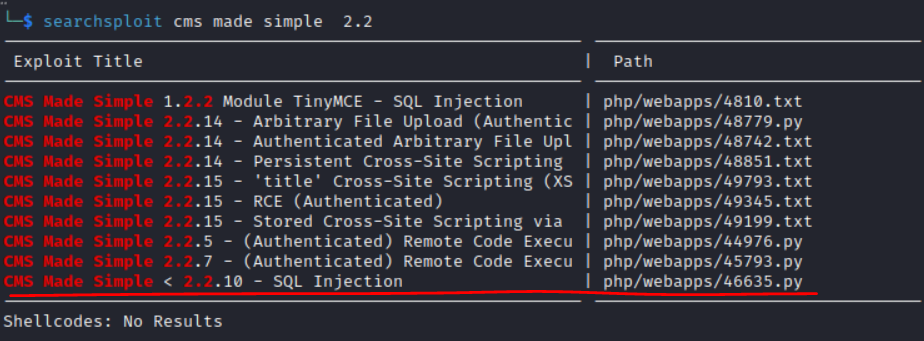 └─$ searchsploit cms made simple  2.2
Exploit Title | Path
CMS Made Simple 1.2.2 Module TinyMCE - SQL Injection | php/webapps/4810.txt
CMS Made Simple 2.2.14 - Arbitrary File Upload (Authentic | php/webapps/48779.py
CMS Made Simple 2.2.14 - Authenticated Arbitrary File Upl | php/webapps/48742.txt
CMS Made Simple 2.2.14 - Persistent Cross-Site Scripting | php/webapps/48851.txt
CMS Made Simple 2.2.15 - 'title' Cross-Site Scripting (XS | php/webapps/49793.txt
CMS Made Simple 2.2.15 - RCE (Authenticated) | php/webapps/49345.txt
CMS Made Simple 2.2.15 - Stored Cross-Site Scripting via | php/webapps/49199.txt
CMS Made Simple 2.2.5 - (Authenticated) Remote Code Execu | php/webapps/44976.py
CMS Made Simple 2.2.7 - (Authenticated) Remote Code Execu | php/webapps/45793.py
CMS Made Simple < 2.2.10 - SQL Injection | php/webapps/46635.py
Shellcodes: No Results